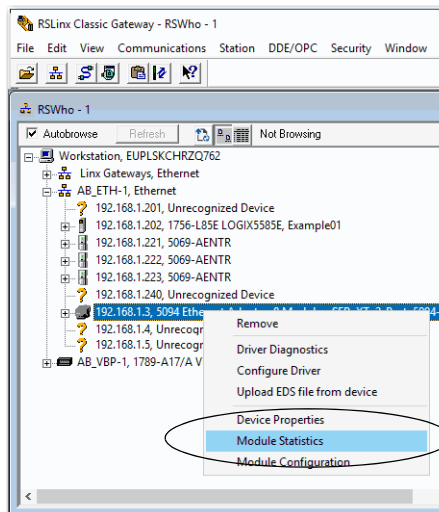 RSLinx Classic Gateway - RSWho - 1
File Edit View Communications Station DDE/OPC Security Window
RSWho - 1
Autobrowse Refresh Not Browsing
Workstation, EUPLSKCHRZQ762
Linx Gateways, Ethernet
AB_ETH-1, Ethernet
192.168.1.201, Unrecognized Device
192.168.1.202, 1756-L85E LOGIX5585E, Example01
192.168.1.221, 5069-AENTR
192.168.1.222, 5069-AENTR
192.168.1.223, 5069-AENTR
192.168.1.240, Unrecognized Device
192.168.1.3, 5094
192.168.1.4, Unrecogr
192.168.1.5, Unrecogr
AB_VBP-1, 1789-A17/A V
Remove
Driver Diagnostics
Configure Driver
Upload EDS file from device
Device Properties
Module Statistics
Module Configuration